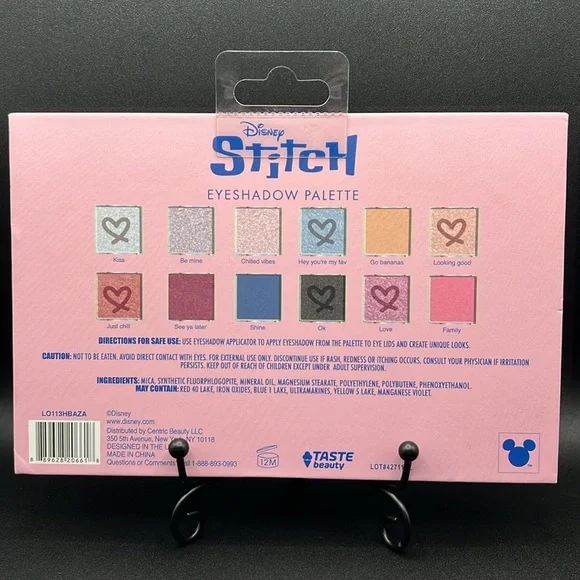 Disney
Stitch
EYESHADOW PALETTE
Kiss Be mine Chilled vibes Hey you're my fav Go bananas Looking good
Just chill See ya later Shine Ok Love Family
DIRECTIONS FOR SAFE USE: USE EYESHADOW APPLICATOR TO APPLY EYESHADOW FROM THE PALETTE TO EYE LIDS AND CREATE UNIQUE LOOKS.
CAUTION: NOT TO BE EATEN. AVOID DIRECT CONTACT WITH EYES. FOR EXTERNAL USE ONLY. DISCONTINUE USE IF RASH, REDNESS OR ITCHING OCCURS. CONSULT YOUR PHYSICIAN IF IRRITATION
PERSISTS. KEEP OUT OF REACH OF CHILDREN EXCEPT UNDER ADULT SUPERVISION.
INGREDIENTS: MICA, SYNTHETIC FLUORPHLOGOPITE, MINERAL OIL, MAGNESIUM STEARATE, POLYETHYLENE, POLYBUTENE, PHENOXYETHANOL.
MAY CONTAIN: RED 40 LAKE, IRON OXIDES, BLUE 1 LAKE, ULTRAMARINES, YELLOW 5 LAKE, MANGANESE VIOLET.
LO113HBAZA
©Disney
www.disney.com
Distributed by Centric Beauty LLC
350 5th Avenue, New NY 10118
DESIGNED IN THE
MADE IN CHINA
Questions or Comments 1-888-893-0993
12M
TASTE
beauty